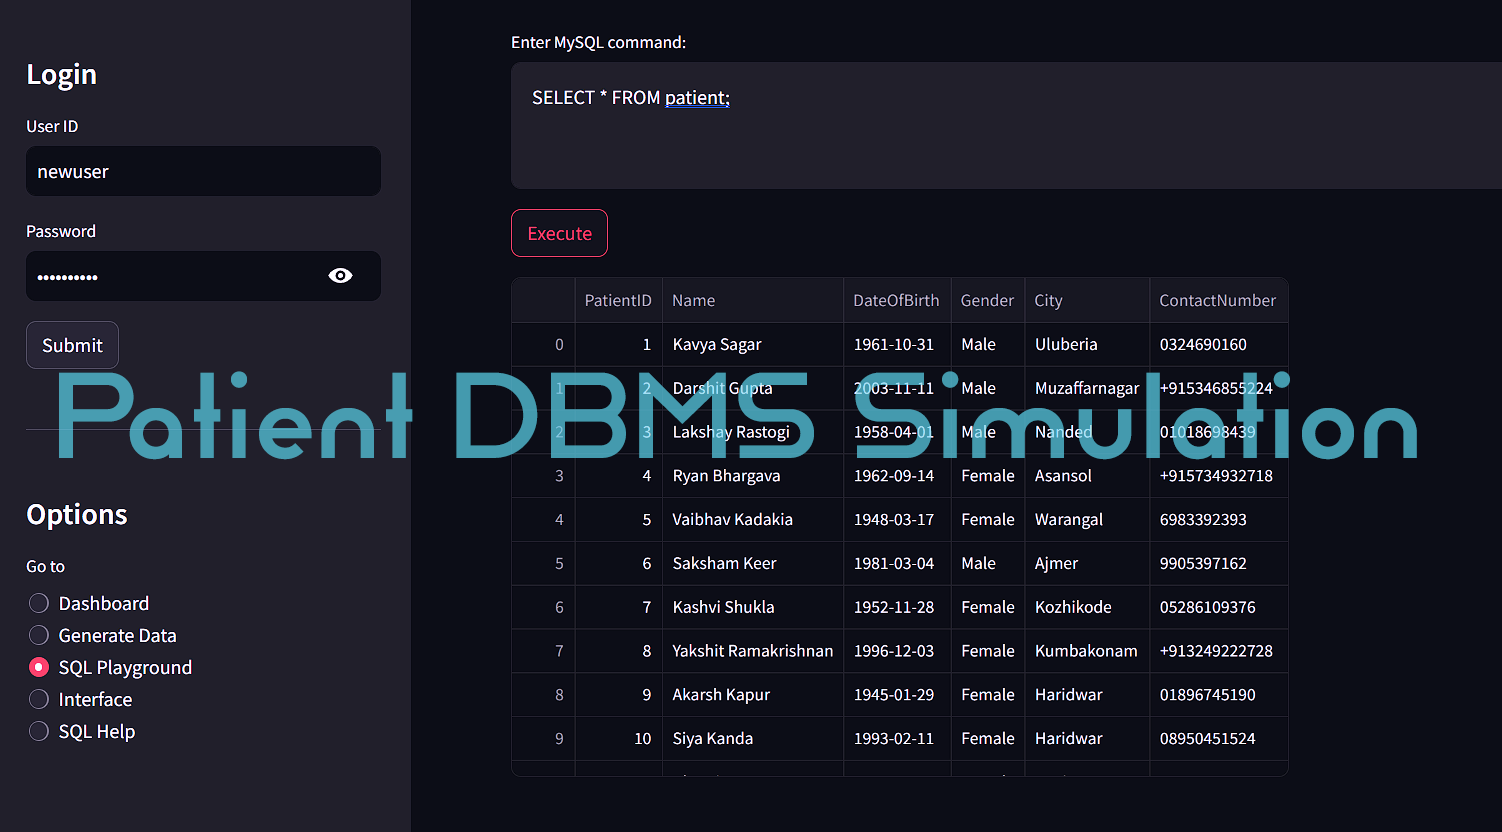 Login
User ID
newuser
Password
••••••••••
Submit
Options
Go to
Dashboard
Generate Data
SQL Playground
Interface
SQL Help
Enter MySQL command:
SELECT * FROM patient;
Execute
PatientID Name DateOfBirth Gender City ContactNumber
0 1 Kavya Sagar 1961-10-31 Male Uluberia 0324690160
1 2 Darshit Gupta 2003-11-11 Male Muzaffarnagar +915346855224
2 3 Lakshay Rastogi 1958-04-01 Male Nanded 01018698439
3 4 Ryan Bhargava 1962-09-14 Female Asansol +915734932718
4 5 Vaibhav Kadakia 1948-03-17 Female Warangal 6983392393
5 6 Saksham Keer 1981-03-04 Male Ajmer 9905397162
6 7 Kashvi Shukla 1952-11-28 Female Kozhikode 05286109376
7 8 Yakshit Ramakrishnan 1996-12-03 Female Kumbakonam +913249222728
8 9 Akarsh Kapur 1945-01-29 Female Haridwar 01896745190
9 10 Siya Kanda 1993-02-11 Female Haridwar 08950451524
Patient DBMS Simulation